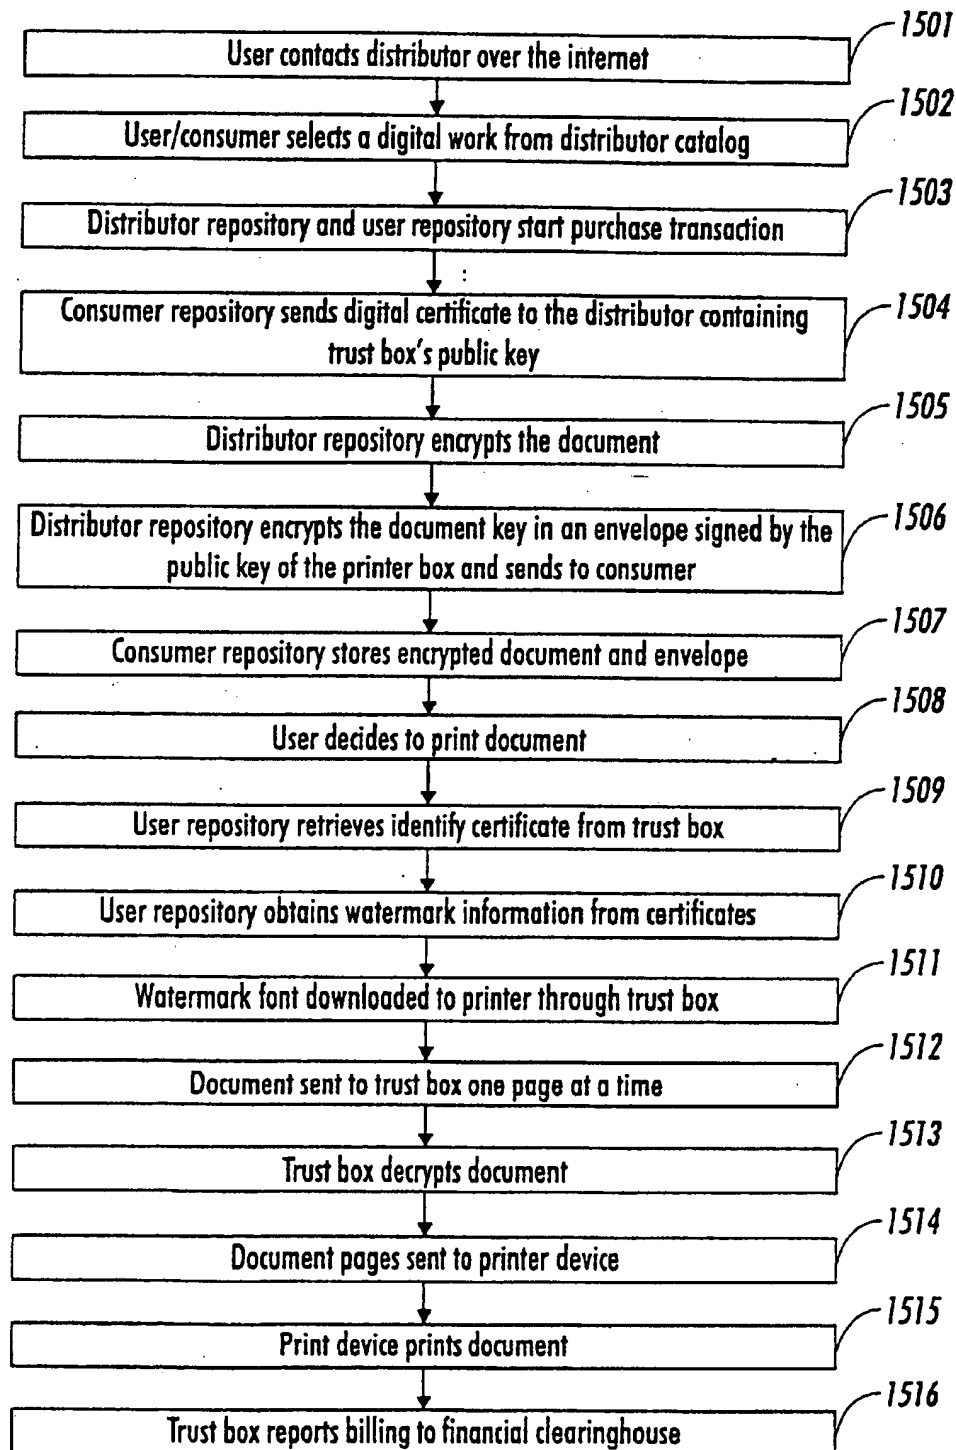 1501
User contacts distributor over the internet
1502
User/consumer selects a digital work from distributor catalog
1503
Distributor repository and user repository start purchase transaction
1504
Consumer repository sends digital certificate to the distributor containing
trust box's public key
1505
Distributor repository encrypts the document
1506
Distributor repository encrypts the document key in an envelope signed by the
public key of the printer box and sends to consumer
1507
Consumer repository stores encrypted document and envelope
1508
User decides to print document
1509
User repository retrieves identify certificate from trust box
1510
User repository obtains watermark information from certificates
1511
Watermark font downloaded to printer through trust box
1512
Document sent to trust box one page at a time
1513
Trust box decrypts document
1514
Document pages sent to printer device
1515
Print device prints document
1516
Trust box reports billing to financial clearinghouse